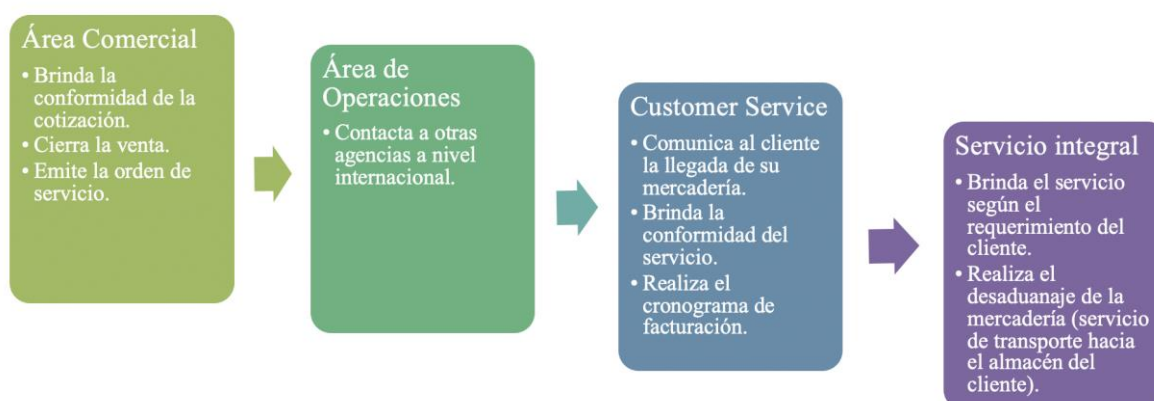 Área Comercial
• Brinda la
conformidad de la
cotización.
• Cierra la venta.
• Emite la orden de
servicio.
Área de
Operaciones
• Contacta a otras
agencias a nivel
internacional.
Customer Service
• Comunica al cliente
la llegada de su
mercadería.
• Brinda la
conformidad del
servicio.
• Realiza el
cronograma de
facturación.
Servicio integral
• Brinda el servicio
según el
requerimiento del
cliente.
• Realiza el
desaduanaje de la
mercadería (servicio
de transporte hacia
el almacén del
cliente).